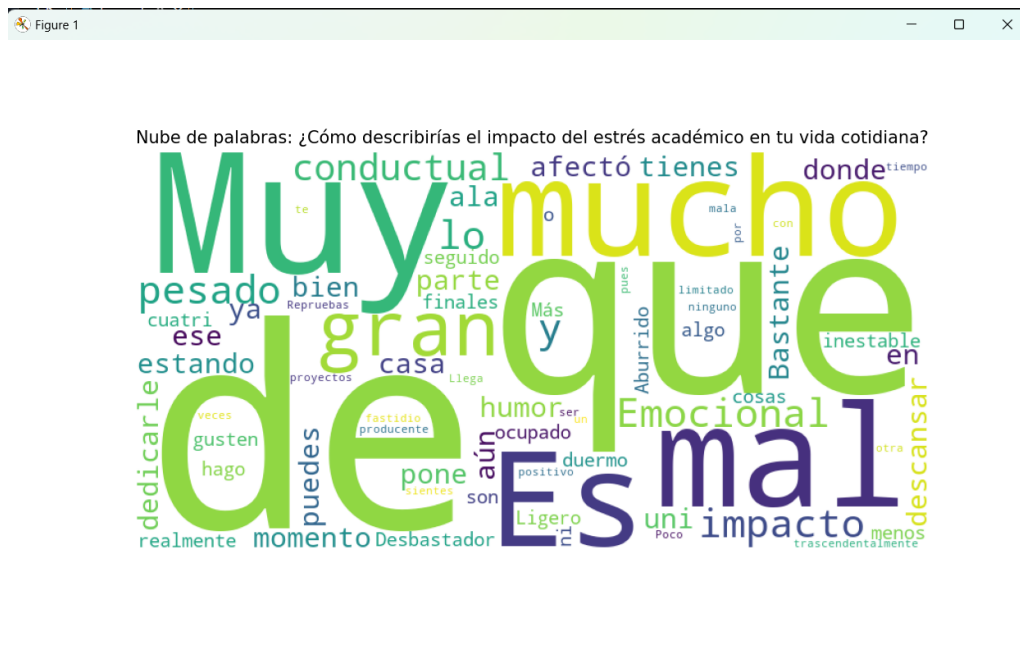 Figure 1
Nube de palabras: ¿Cómo describirías el impacto del estrés académico en tu vida cotidiana?
Muy
conductual
afectó
tienes
donde
tiempo
mucho
ala
te
o
mala
por
con
lo
seguido
que
pesado
bien
parte
pues
Bastante
limitado
Repruebas
finales
ya
Más
ninguno
cuatri
gran
y
algo
ese
inestable
en
estando
casa
Aburrido
de
proyectos
Llega
cosas
dedicarle
humor
ser
un
Emocional
descansar
veces
fastidio
producente
gusten
ocupado
mal
otra
puedes
aún
hago
pone
duermo
Es
positivo
sientes
son
Ligero
uni
impacto
ni
Poco
menos
realmente
momento
Desbastador
trascendentalmente